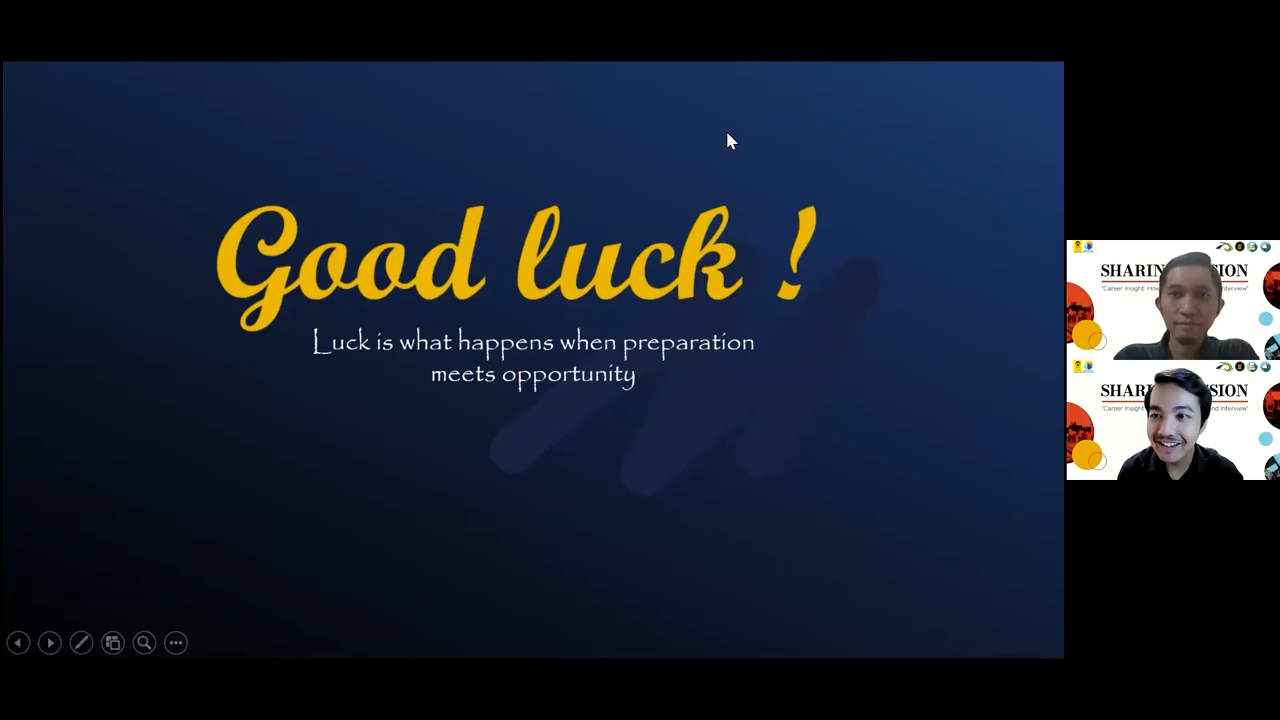 Good luck !
Luck is what happens when preparation
meets opportunity
SHARIN SION
"Career Insight, How nd Interview"
SHAR SION
"Career Insight, and Interview"